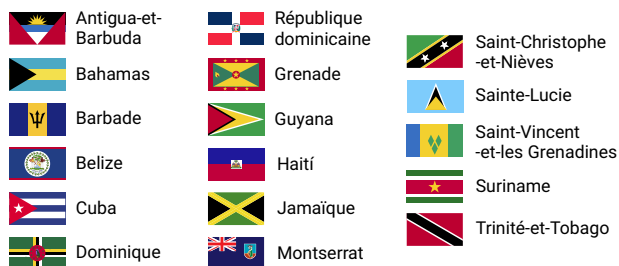 Antigua-et-
Barbuda
Bahamas
Barbade
Belize
Cuba
Dominique
République
dominicaine
Grenade
Guyana
Haití
Jamaïque
Montserrat
Saint-Christophe
-et-Nièves
Sainte-Lucie
Saint-Vincent
-et-les Grenadines
Suriname
Trinité-et-Tobago